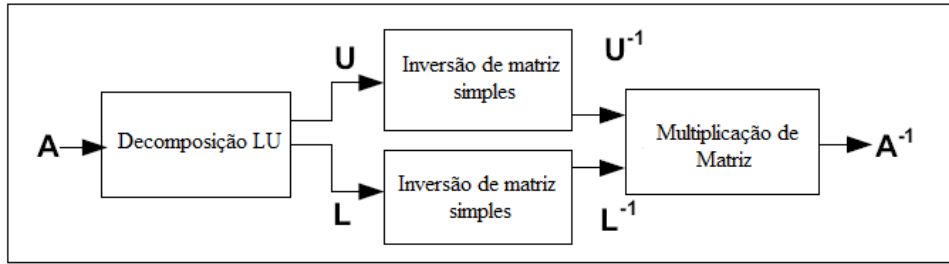 A
Decomposição LU
U
L
Inversão de matriz
simples
Inversão de matriz
simples
U⁻¹
L⁻¹
Multiplicação de
Matriz
A⁻¹